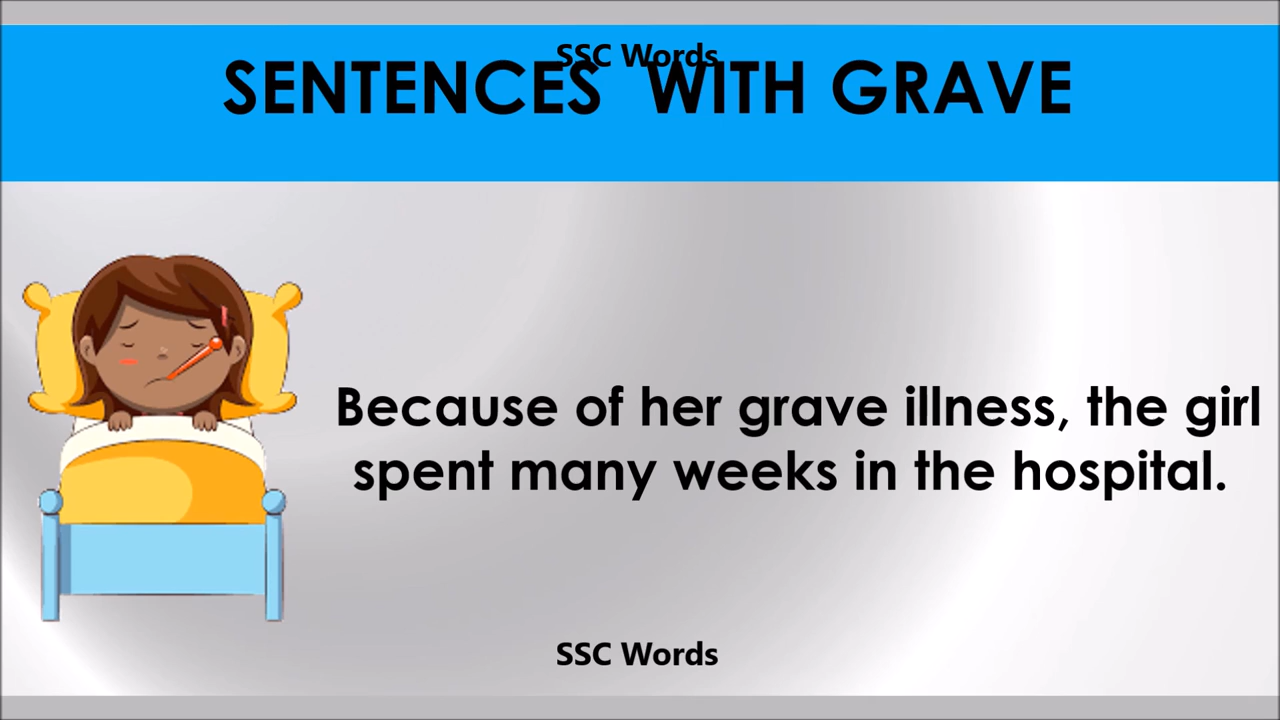 SSC Words
SENTENCES WITH GRAVE
Because of her grave illness, the girl
spent many weeks in the hospital.
SSC Words